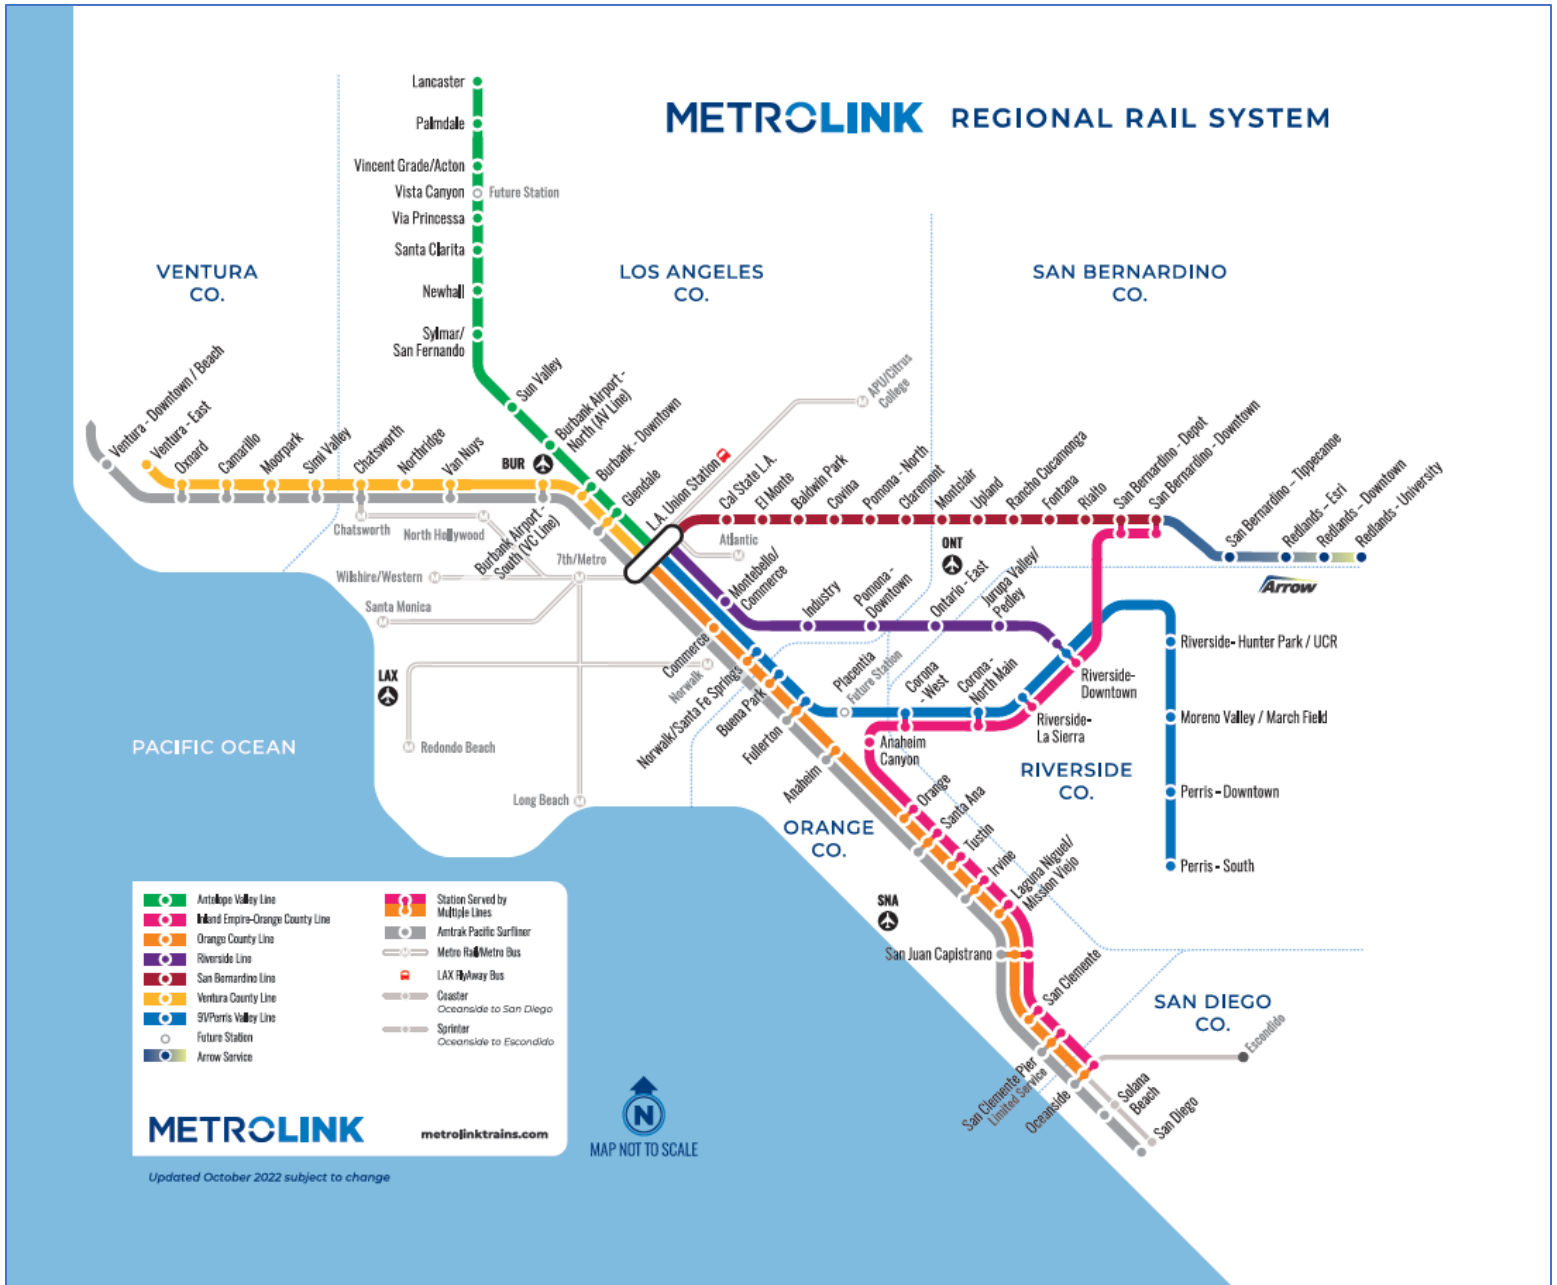 METROLINK REGIONAL RAIL SYSTEM
Lancaster
Palmdale
Vincent Grade/Acton
Vista Canyon
Future Station
Via Princessa
Santa Clarita
Newhall
Sylmar/
San Fernando
VENTURA
CO.
LOS ANGELES
CO.
SAN BERNARDINO
CO.
Sun Valley
Burbank Airport -
North (AV Line)
Burbank - Downtown
Glendale
L.A. Union Station
BUR
APU/Citrus
College
Ventura - Downtown / Beach
Ventura - East
Oxnard
Camarillo
Moorpark
Simi Valley
Chatsworth
Northridge
Van Nuys
Burbank Airport -
South (VC Line)
Chatsworth
North Hollywood
Wilshire/Western
7th/Metro
Santa Monica
Atlantic
Cal State L.A.
El Monte
Baldwin Park
Covina
Pomona - North
Claremont
Montclair
Upland
Rancho Cucamonga
Fontana
Rialto
San Bernardino - Depot
San Bernardino - Downtown
San Bernardino - Tippecanoe
Redlands - Esri
Redlands - Downtown
Redlands - University
ARROW
ONT
Montebello/
Commerce
Industry
Pomona -
Downtown
Ontario - East
Jurupa Valley/
Pedley
Riverside-
Downtown
Riverside- Hunter Park / UCR
Moreno Valley / March Field
Perris - Downtown
Perris - South
Riverside-
La Sierra
Corona -
North Main
Corona
- West
Placentia
Future Station
Anaheim
Canyon
RIVERSIDE
CO.
LAX
Redondo Beach
Norwalk
Long Beach
PACIFIC OCEAN
Commerce
Norwalk/Santa Fe Springs
Buena Park
Fullerton
Anaheim
ORANGE
CO.
Orange
Santa Ana
Tustin
Irvine
Laguna Niguel/
Mission Viejo
SNA
San Juan Capistrano
San Clemente
San Clemente Pier
Limited Service
Oceanside
SAN DIEGO
CO.
Escondido
Solana
Beach
San Diego
Antelope Valley Line
Inland Empire-Orange County Line
Orange County Line
Riverside Line
San Bernardino Line
Ventura County Line
91/Perris Valley Line
Future Station
Arrow Service
Station Served by
Multiple Lines
Amtrak Pacific Surfliner
Metro Rail/Metro Bus
LAX FlyAway Bus
Coaster
Oceanside to San Diego
Sprinter
Oceanside to Escondido
METROLINK
metrolinktrains.com
N
MAP NOT TO SCALE
Updated October 2022 subject to change